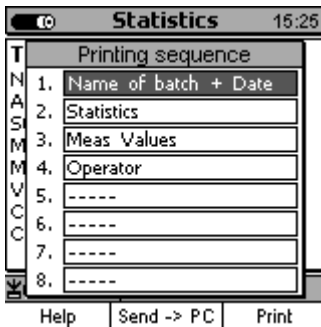 Statistics 15:25
Printing sequence
1. Name of batch + Date
2. Statistics
3. Meas Values
4. Operator
5. -----
6. -----
7. -----
8. -----
T
N
A
S
M
M
V
C
C
Help Send -> PC Print